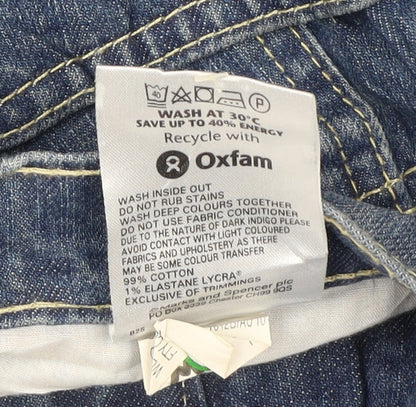 40 P
WASH AT 30°C
SAVE UP TO 40% ENERGY
Recycle with
Oxfam
WASH INSIDE OUT
DO NOT RUB STAINS
WASH DEEP COLOURS TOGETHER
DO NOT USE FABRIC CONDITIONER
DUE TO THE NATURE OF DARK INDIGO PLEASE
AVOID CONTACT WITH LIGHT COLOURED
FABRICS AND UPHOLSTERY AS THERE
MAY BE SOME COLOUR TRANSFER
99% COTTON
1% ELASTANE LYCRA®
EXCLUSIVE OF TRIMMINGS
©Marks and Spencer plc
PO Box 3339 Chester CH99 9QS